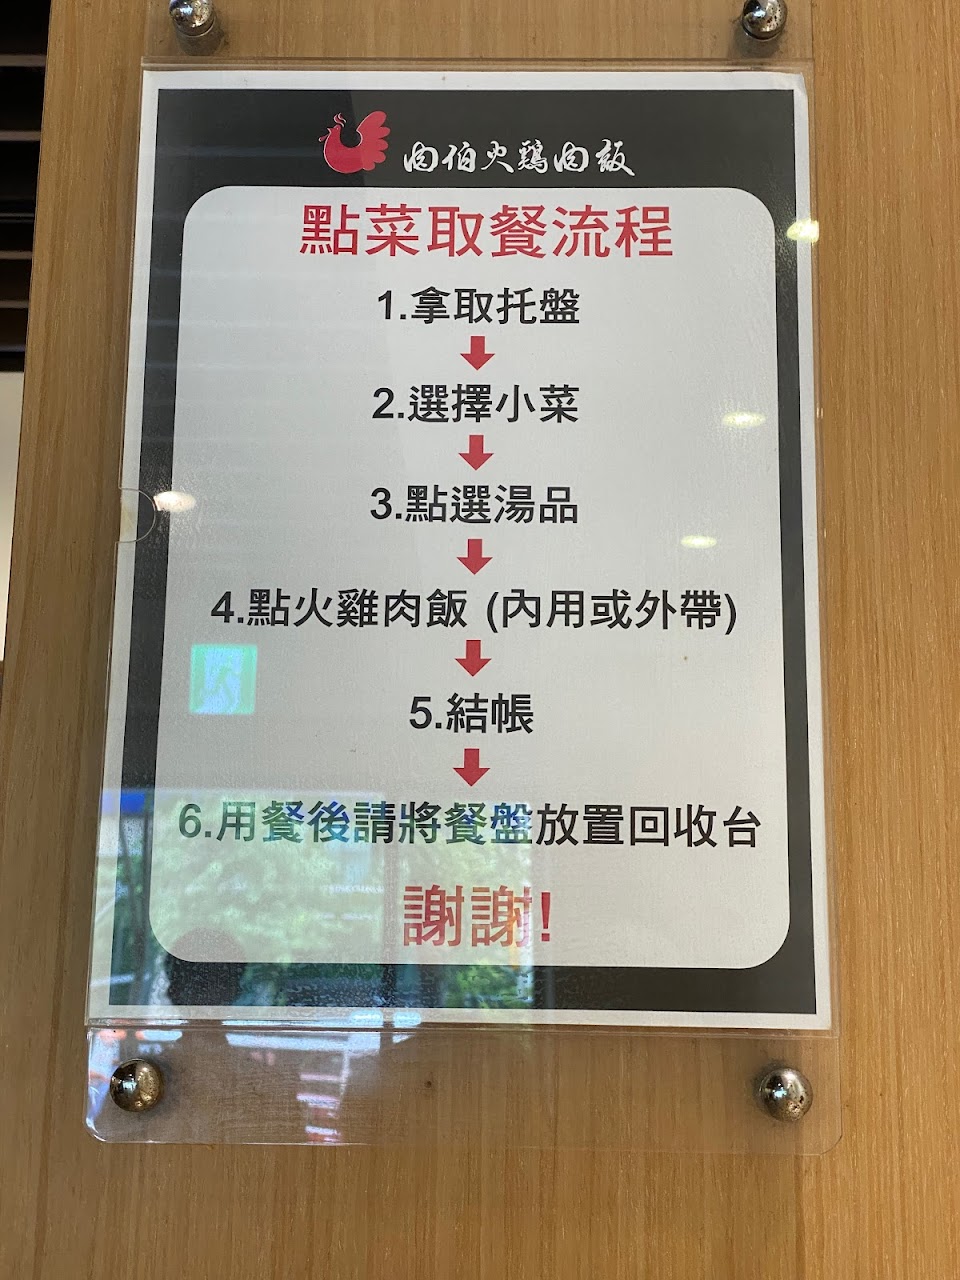 肉伯火鷄肉飯
點菜取餐流程
1.拿取托盤
2.選擇小菜
3.點選湯品
4.點火雞肉飯 (內用或外帶)
5.結帳
6.用餐後請將餐盤放置回收台
謝謝!